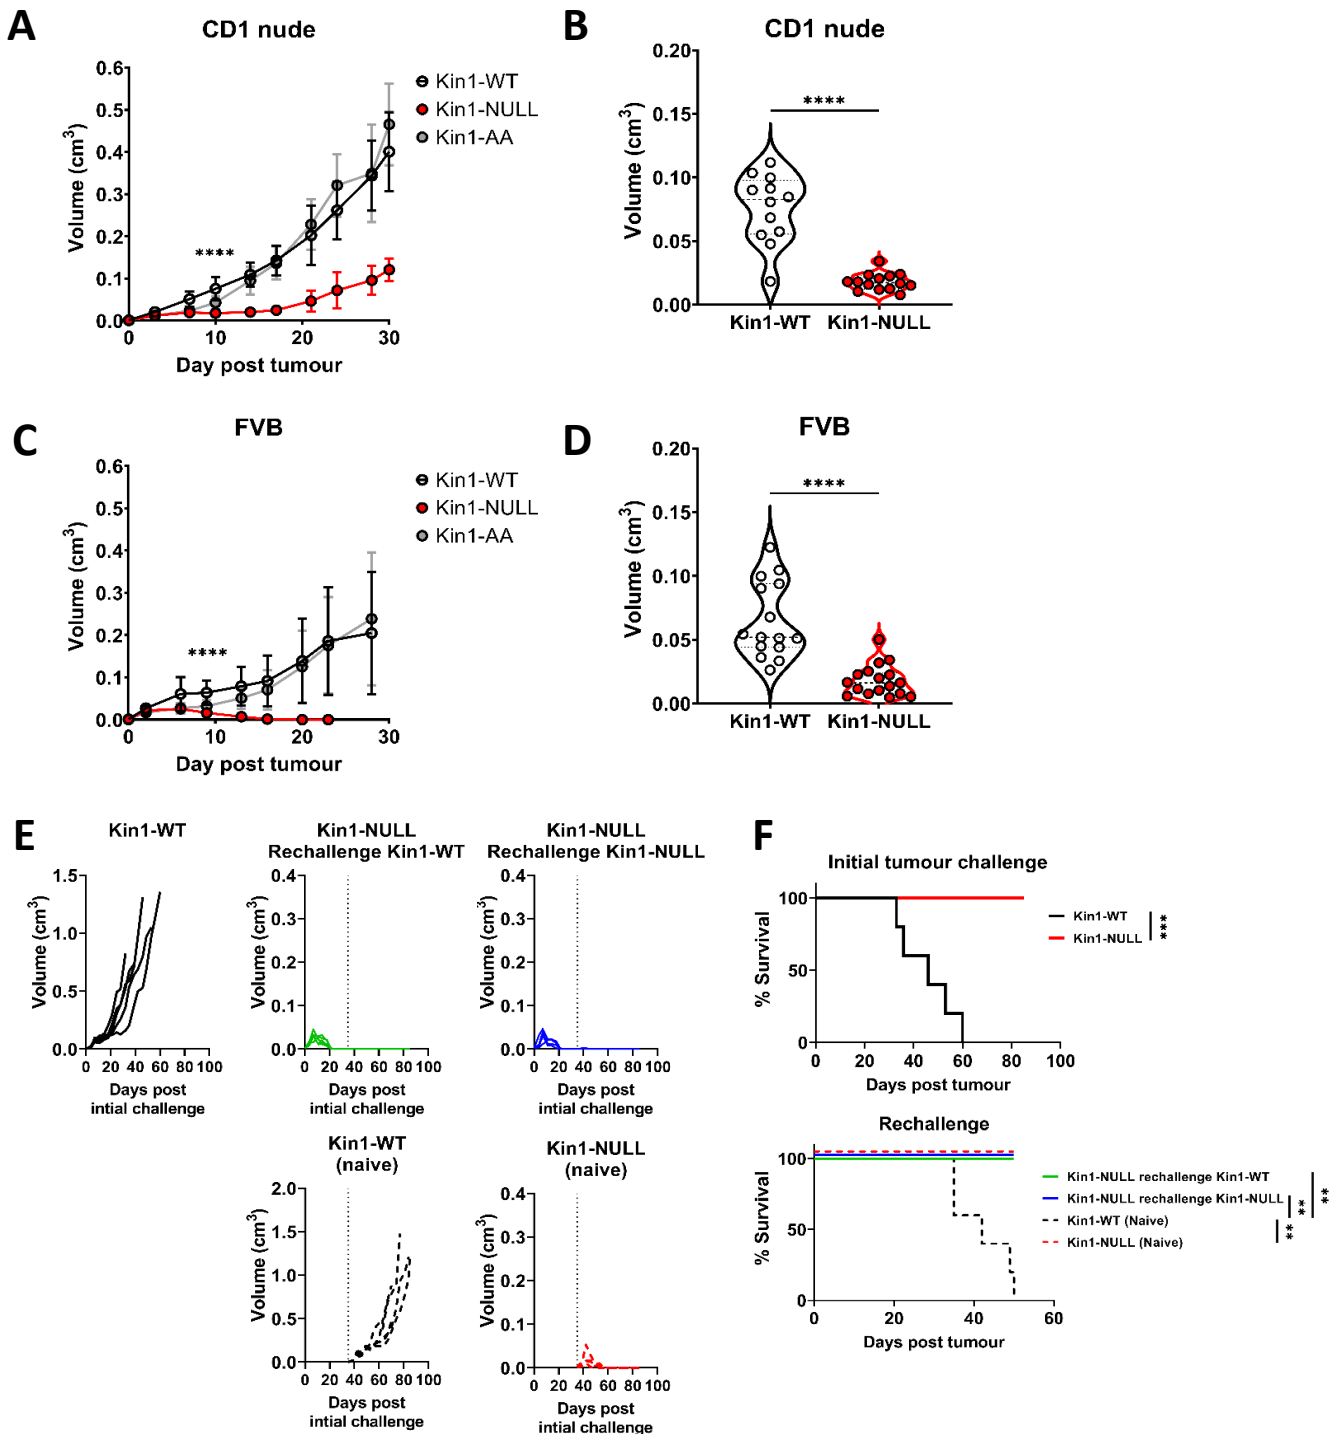 A
CD1 nude
Volume (cm³)
0.6
0.5
0.4
0.3
0.2
0.1
0.0
****
0 10 20 30
Day post tumour
Kin1-WT
Kin1-NULL
Kin1-AA
B
CD1 nude
Volume (cm³)
0.20
0.15
0.10
0.05
0.00
****
Kin1-WT Kin1-NULL
C
FVB
Volume (cm³)
0.6
0.5
0.4
0.3
0.2
0.1
0.0
****
0 10 20 30
Day post tumour
Kin1-WT
Kin1-NULL
Kin1-AA
D
FVB
Volume (cm³)
0.20
0.15
0.10
0.05
0.00
****
Kin1-WT Kin1-NULL
E
Kin1-WT
Volume (cm³)
1.5
1.0
0.5
0.0
0 20 40 60 80 100
Days post
intial challenge
Kin1-NULL
Rechallenge Kin1-WT
Volume (cm³)
0.4
0.3
0.2
0.1
0.0
0 20 40 60 80 100
Days post
intial challenge
Kin1-NULL
Rechallenge Kin1-NULL
Volume (cm³)
0.4
0.3
0.2
0.1
0.0
0 20 40 60 80 100
Days post
intial challenge
Kin1-WT
(naive)
Volume (cm³)
2.0
1.5
1.0
0.5
0.0
0 20 40 60 80 100
Days post
intial challenge
Kin1-NULL
(naive)
Volume (cm³)
0.4
0.3
0.2
0.1
0.0
0 20 40 60 80 100
Days post
intial challenge
F
Initial tumour challenge
% Survival
100
50
0
0 20 40 60 80 100
Days post tumour
Kin1-WT
Kin1-NULL
***
Rechallenge
% Survival
100
50
0
0 20 40 60
Days post tumour
Kin1-NULL rechallenge Kin1-WT
Kin1-NULL rechallenge Kin1-NULL
Kin1-WT (Naive)
Kin1-NULL (Naive)
**
**
**